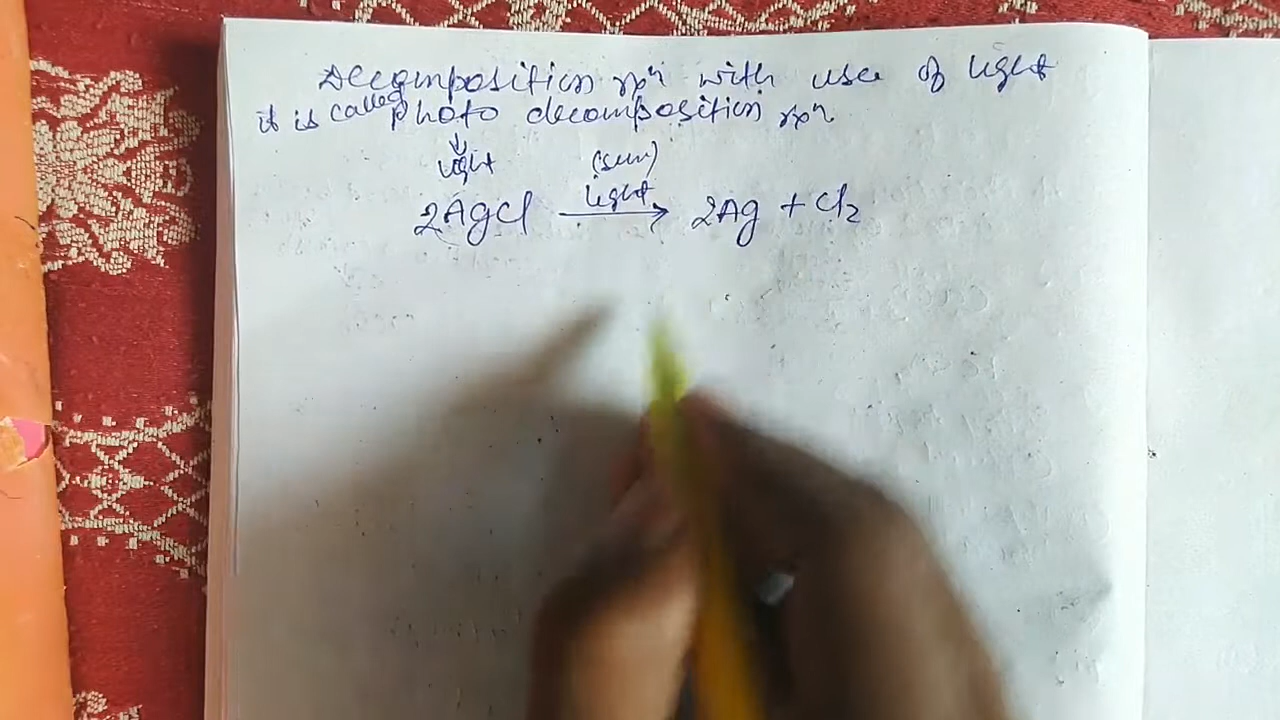 Decomposition rxn with use of light
it is called photo decomposition rxn
↓
light
(sun)
light
2AgCl → 2Ag + Cl2